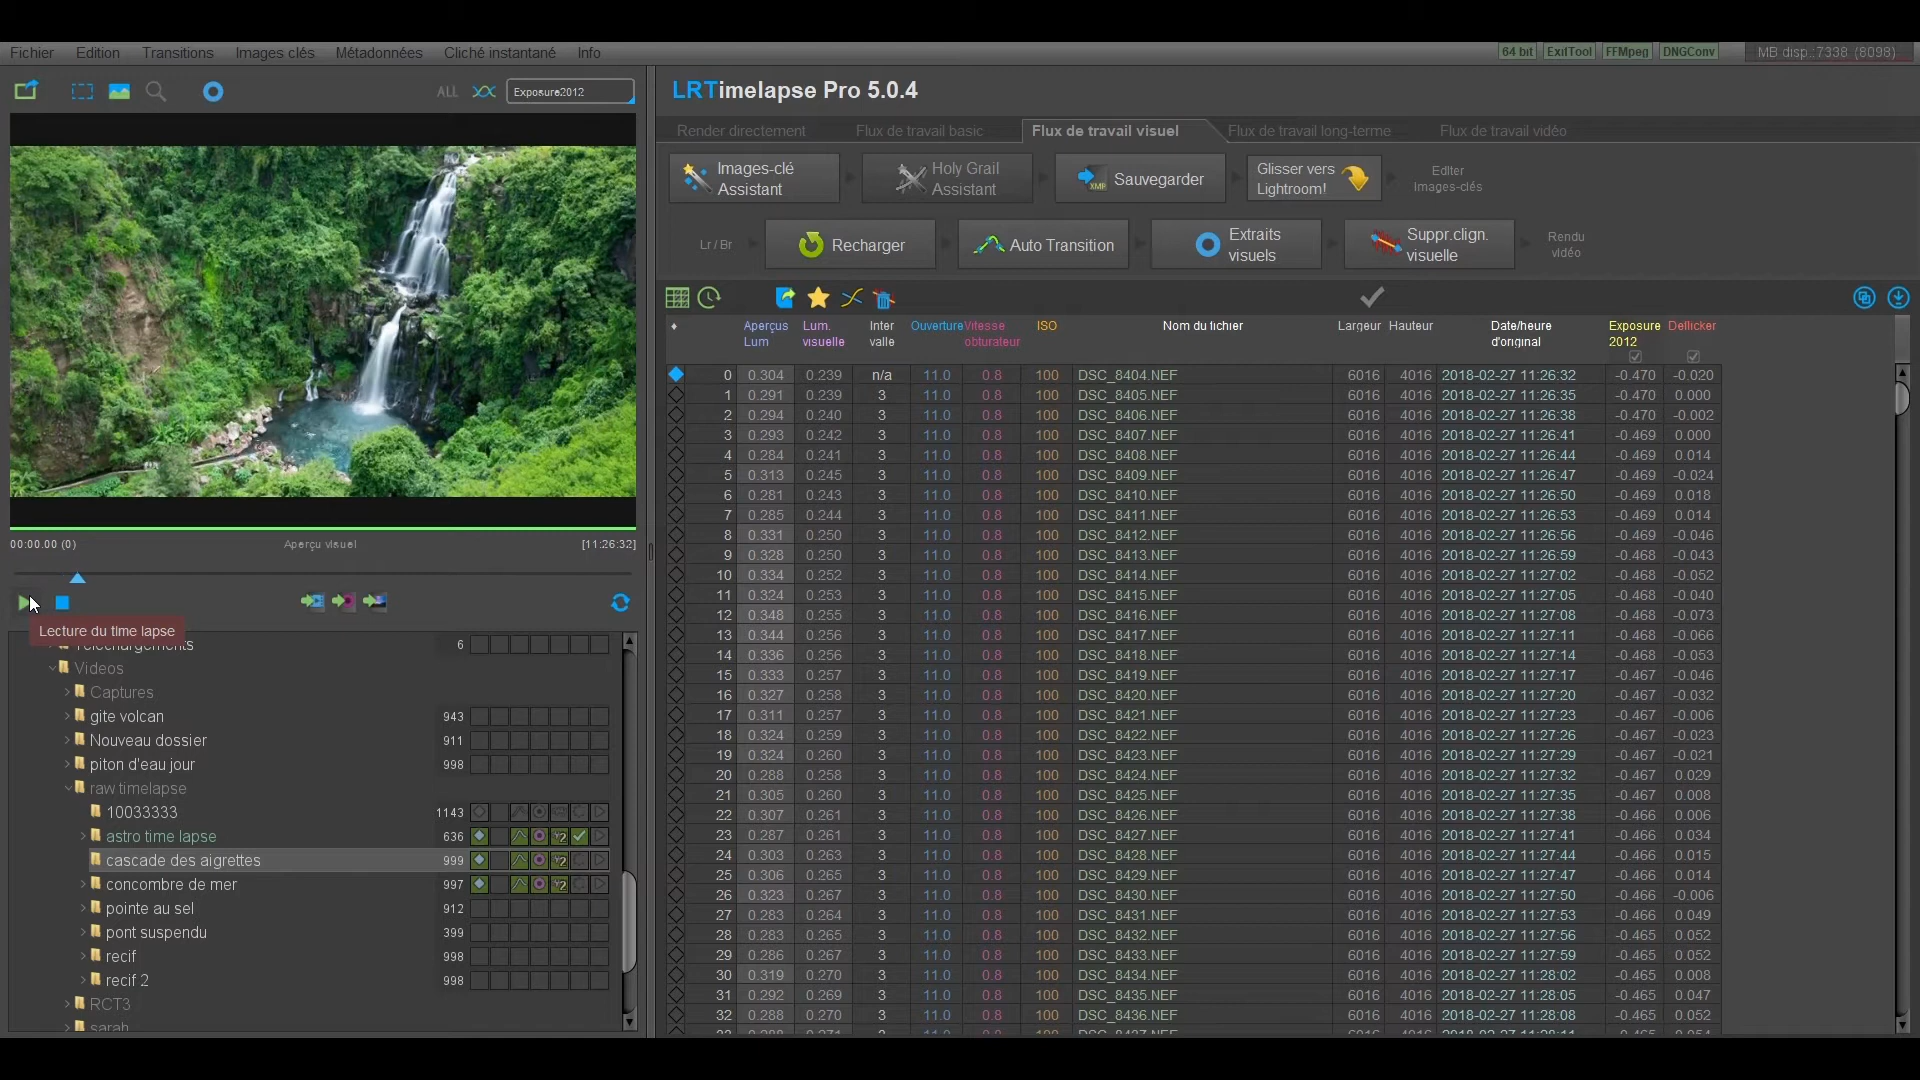 Fichier Edition Transitions Images clés Métadonnées Cliché instantané Info
64 bit ExifTool FFMpeg DNGConv MB disp.:7338 (8098)
ALL Exposure2012
LRTimelapse Pro 5.0.4
Render directement Flux de travail basic Flux de travail visuel Flux de travail long-terme Flux de travail vidéo
Images-clé Assistant
Holy Grail Assistant
XMP Sauvegarder
Glisser vers Lightroom!
Editer Images-clés
Lr / Br
Recharger
Auto Transition
Extraits visuels
Suppr.clign. visuelle
Rendu vidéo
Aperçus Lum
Lum. visuelle
Inter valle
Ouverture
Vitesse obturateur
ISO
Nom du fichier
Largeur
Hauteur
Date/heure d'original
Exposure 2012
Deflicker
0 0.304 0.239 n/a 11.0 0.8 100 DSC_8404.NEF 6016 4016 2018-02-27 11:26:32 -0.470 -0.020
1 0.291 0.239 3 11.0 0.8 100 DSC_8405.NEF 6016 4016 2018-02-27 11:26:35 -0.470 0.000
2 0.294 0.240 3 11.0 0.8 100 DSC_8406.NEF 6016 4016 2018-02-27 11:26:38 -0.470 -0.002
3 0.293 0.242 3 11.0 0.8 100 DSC_8407.NEF 6016 4016 2018-02-27 11:26:41 -0.469 0.000
4 0.284 0.241 3 11.0 0.8 100 DSC_8408.NEF 6016 4016 2018-02-27 11:26:44 -0.469 0.014
5 0.313 0.245 3 11.0 0.8 100 DSC_8409.NEF 6016 4016 2018-02-27 11:26:47 -0.469 -0.024
6 0.281 0.243 3 11.0 0.8 100 DSC_8410.NEF 6016 4016 2018-02-27 11:26:50 -0.469 0.018
7 0.285 0.244 3 11.0 0.8 100 DSC_8411.NEF 6016 4016 2018-02-27 11:26:53 -0.469 0.014
8 0.331 0.250 3 11.0 0.8 100 DSC_8412.NEF 6016 4016 2018-02-27 11:26:56 -0.469 -0.046
9 0.328 0.250 3 11.0 0.8 100 DSC_8413.NEF 6016 4016 2018-02-27 11:26:59 -0.468 -0.043
10 0.334 0.252 3 11.0 0.8 100 DSC_8414.NEF 6016 4016 2018-02-27 11:27:02 -0.468 -0.052
11 0.324 0.253 3 11.0 0.8 100 DSC_8415.NEF 6016 4016 2018-02-27 11:27:05 -0.468 -0.040
12 0.348 0.255 3 11.0 0.8 100 DSC_8416.NEF 6016 4016 2018-02-27 11:27:08 -0.468 -0.073
13 0.344 0.256 3 11.0 0.8 100 DSC_8417.NEF 6016 4016 2018-02-27 11:27:11 -0.468 -0.066
14 0.336 0.256 3 11.0 0.8 100 DSC_8418.NEF 6016 4016 2018-02-27 11:27:14 -0.468 -0.053
15 0.333 0.257 3 11.0 0.8 100 DSC_8419.NEF 6016 4016 2018-02-27 11:27:17 -0.467 -0.046
16 0.327 0.258 3 11.0 0.8 100 DSC_8420.NEF 6016 4016 2018-02-27 11:27:20 -0.467 -0.032
17 0.311 0.257 3 11.0 0.8 100 DSC_8421.NEF 6016 4016 2018-02-27 11:27:23 -0.467 -0.006
18 0.324 0.259 3 11.0 0.8 100 DSC_8422.NEF 6016 4016 2018-02-27 11:27:26 -0.467 -0.023
19 0.324 0.260 3 11.0 0.8 100 DSC_8423.NEF 6016 4016 2018-02-27 11:27:29 -0.467 -0.021
20 0.288 0.258 3 11.0 0.8 100 DSC_8424.NEF 6016 4016 2018-02-27 11:27:32 -0.467 0.029
21 0.305 0.260 3 11.0 0.8 100 DSC_8425.NEF 6016 4016 2018-02-27 11:27:35 -0.467 0.008
22 0.307 0.261 3 11.0 0.8 100 DSC_8426.NEF 6016 4016 2018-02-27 11:27:38 -0.466 0.006
23 0.287 0.261 3 11.0 0.8 100 DSC_8427.NEF 6016 4016 2018-02-27 11:27:41 -0.466 0.034
24 0.303 0.263 3 11.0 0.8 100 DSC_8428.NEF 6016 4016 2018-02-27 11:27:44 -0.466 0.015
25 0.306 0.265 3 11.0 0.8 100 DSC_8429.NEF 6016 4016 2018-02-27 11:27:47 -0.466 0.014
26 0.323 0.267 3 11.0 0.8 100 DSC_8430.NEF 6016 4016 2018-02-27 11:27:50 -0.466 -0.006
27 0.283 0.264 3 11.0 0.8 100 DSC_8431.NEF 6016 4016 2018-02-27 11:27:53 -0.466 0.049
28 0.283 0.265 3 11.0 0.8 100 DSC_8432.NEF 6016 4016 2018-02-27 11:27:56 -0.465 0.052
29 0.286 0.267 3 11.0 0.8 100 DSC_8433.NEF 6016 4016 2018-02-27 11:27:59 -0.465 0.052
30 0.319 0.270 3 11.0 0.8 100 DSC_8434.NEF 6016 4016 2018-02-27 11:28:02 -0.465 0.008
31 0.292 0.269 3 11.0 0.8 100 DSC_8435.NEF 6016 4016 2018-02-27 11:28:05 -0.465 0.047
32 0.288 0.270 3 11.0 0.8 100 DSC_8436.NEF 6016 4016 2018-02-27 11:28:08 -0.465 0.052
00:00.00 (0) Aperçu visuel [11:26:32]
Lecture du time lapse
Téléchargements 6
Videos
Captures
gite volcan 943
Nouveau dossier 911
piton d'eau jour 998
raw timelapse
10033333 1143
astro time lapse 636
cascade des aigrettes 999
concombre de mer 997
pointe au sel 912
pont suspendu 399
recif 998
recif 2 998
RCT3
sarah